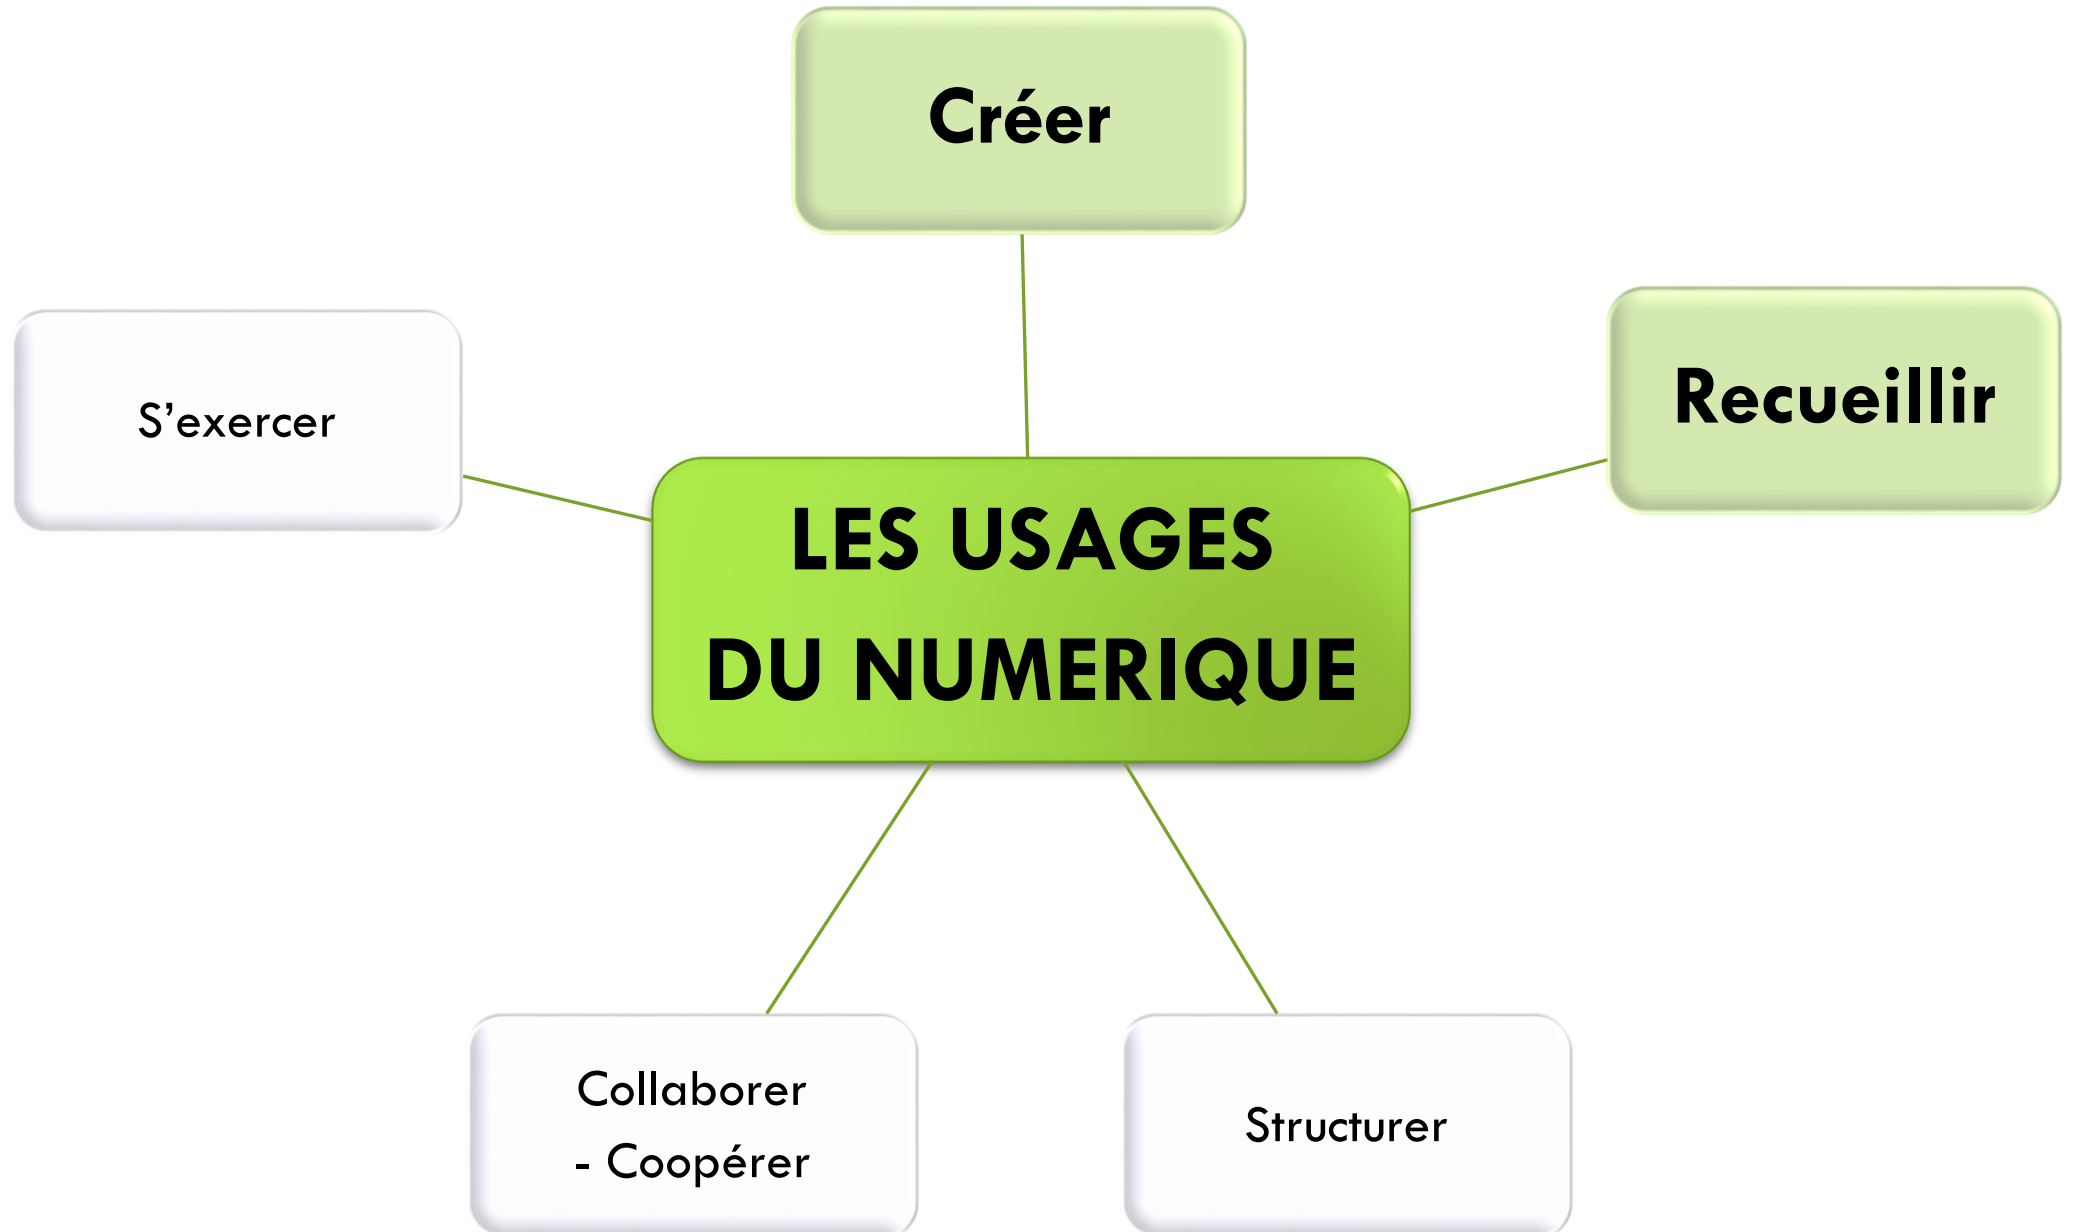 Créer
Recueillir
S’exercer
LES USAGES
DU NUMERIQUE
Collaborer
- Coopérer
Structurer